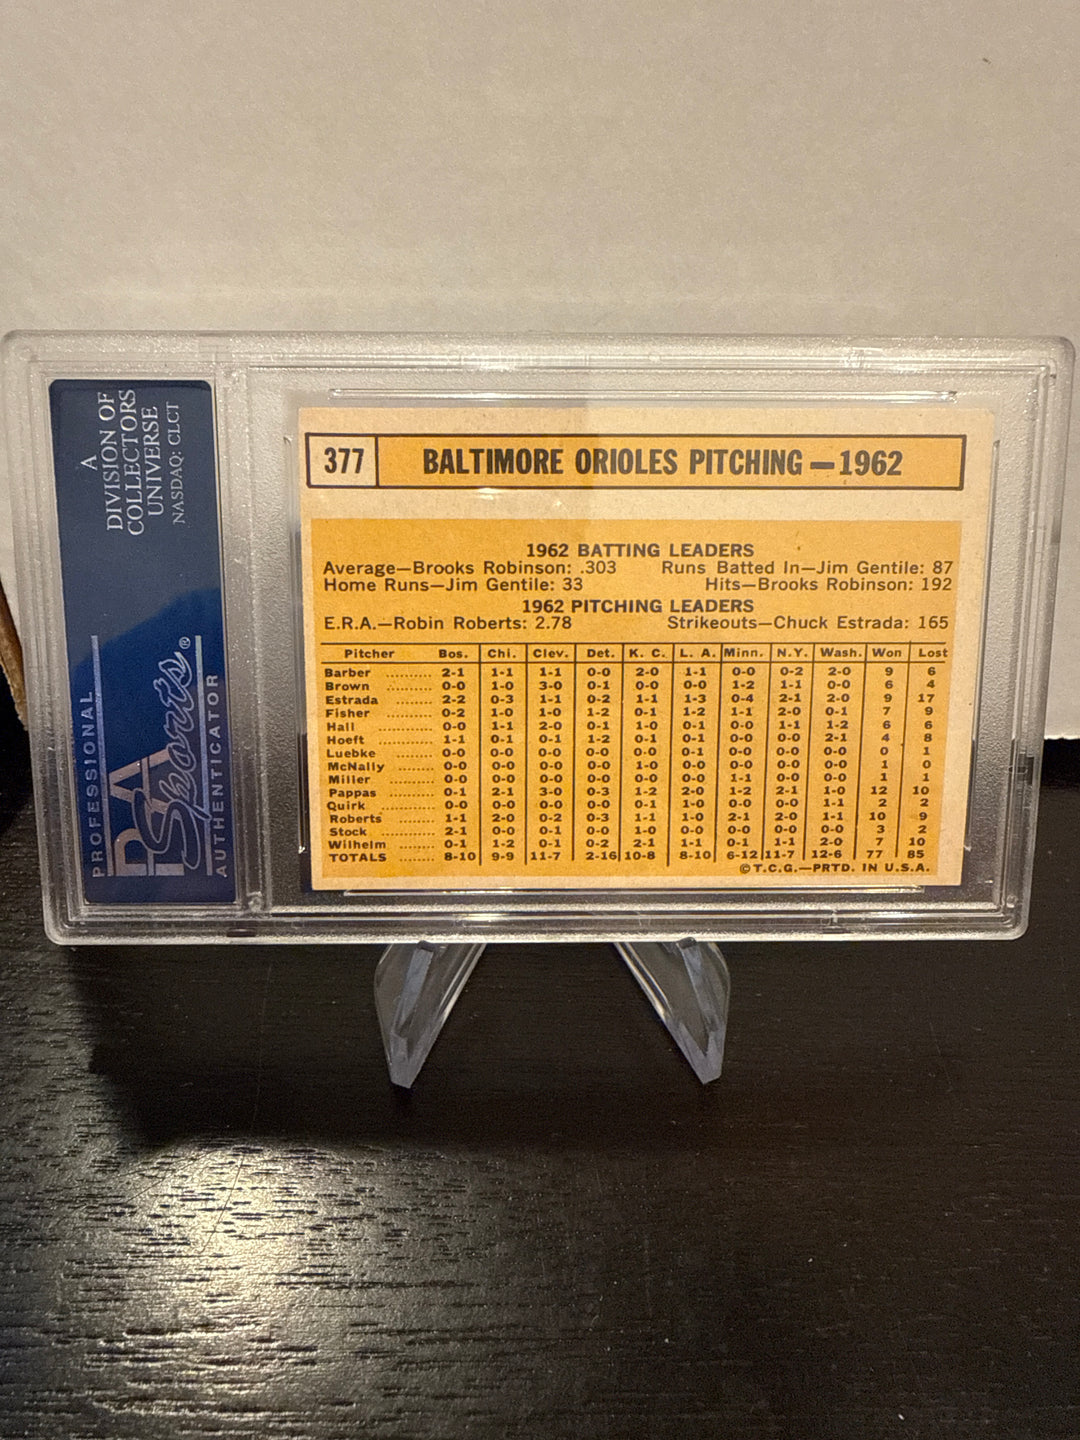 A
DIVISION OF
COLLECTORS
UNIVERSE
NASDAQ: CLCT
PROFESSIONAL
PSA
Sports®
AUTHENTICATOR
377 BALTIMORE ORIOLES PITCHING—1962
1962 BATTING LEADERS
Average—Brooks Robinson: .303 Runs Batted In—Jim Gentile: 87
Home Runs—Jim Gentile: 33 Hits—Brooks Robinson: 192
1962 PITCHING LEADERS
E.R.A.—Robin Roberts: 2.78 Strikeouts—Chuck Estrada: 165
Pitcher Bos. Chi. Clev. Det. K. C. L. A. Minn. N.Y. Wash. Won Lost
Barber .......... 2-1 1-1 1-1 0-0 2-0 1-1 0-0 0-2 2-0 9 6
Brown .......... 0-0 1-0 3-0 0-1 0-0 0-0 1-2 1-1 0-0 6 4
Estrada ........ 2-2 0-3 1-1 0-2 1-1 1-3 0-4 2-1 2-0 9 17
Fisher .......... 0-2 1-0 1-0 1-2 0-1 1-2 1-1 2-0 0-1 7 9
Hall ............ 0-0 1-1 2-0 0-1 1-0 0-1 0-0 1-1 1-2 6 6
Hoeft ............ 1-1 0-1 0-1 1-2 0-1 0-1 0-0 0-0 2-1 4 8
Luebke ........ 0-0 0-0 0-0 0-0 0-0 0-1 0-0 0-0 0-0 0 1
McNally ........ 0-0 0-0 0-0 0-0 1-0 0-0 0-0 0-0 0-0 1 0
Miller .......... 0-0 0-0 0-0 0-0 0-0 0-0 1-1 0-0 0-0 1 1
Pappas .......... 0-1 2-1 3-0 0-3 1-2 2-0 1-2 2-1 1-0 12 10
Quirk ............ 0-0 0-0 0-0 0-0 0-1 1-0 0-0 0-0 1-1 2 2
Roberts .......... 1-1 2-0 0-2 0-3 1-1 1-0 2-1 2-0 1-1 10 9
Stock ............ 2-1 0-0 0-1 0-0 1-0 0-0 0-0 0-0 0-0 3 2
Wilhelm ........ 0-1 1-2 0-1 0-2 2-1 1-1 0-1 1-1 2-0 7 10
TOTALS ........ 8-10 9-9 11-7 2-16 10-8 8-10 6-12 11-7 12-6 77 85
©T.C.G.—PRTD. IN U.S.A.